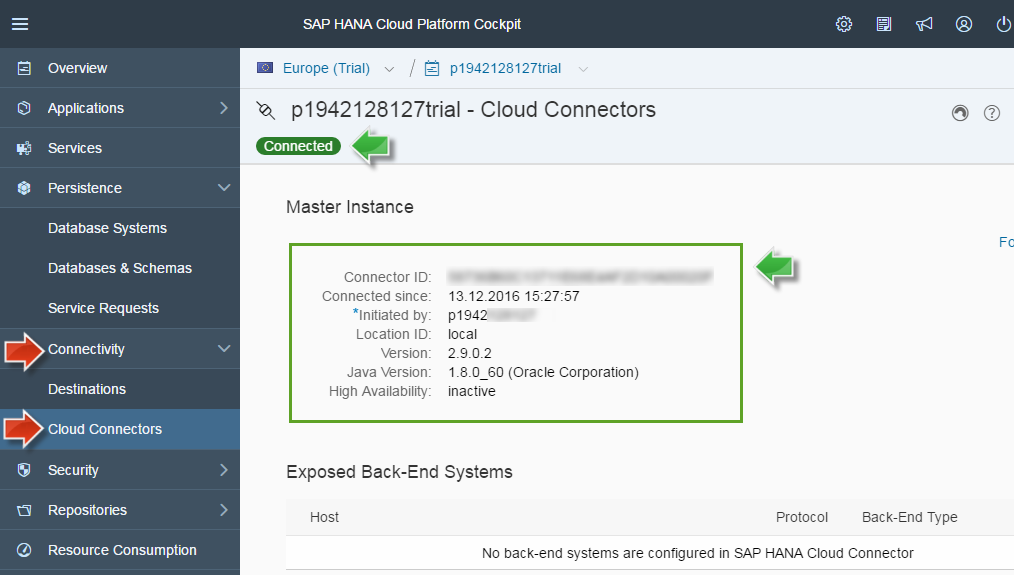 SAP HANA Cloud Platform Cockpit
Overview
Applications
Services
Persistence
Database Systems
Databases & Schemas
Service Requests
Connectivity
Destinations
Cloud Connectors
Security
Repositories
Resource Consumption
Europe (Trial) / p1942128127trial
p1942128127trial - Cloud Connectors
Connected
Master Instance
Fo
Connector ID:
Connected since: 13.12.2016 15:27:57
*Initiated by: p1942
Location ID: local
Version: 2.9.0.2
Java Version: 1.8.0_60 (Oracle Corporation)
High Availability: inactive
Exposed Back-End Systems
Host Protocol Back-End Type
No back-end systems are configured in SAP HANA Cloud Connector